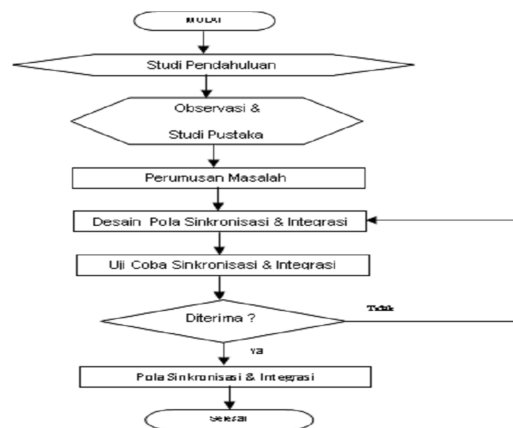 MULAI
Studi Pendahuluan
Observasi &
Studi Pustaka
Perumusan Masalah
Desain Pola Sinkronisasi & Integrasi
Uji Coba Sinkronisasi & Integrasi
Diterima ?
Tidak
Ya
Pola Sinkronisasi & Integrasi
Selesai